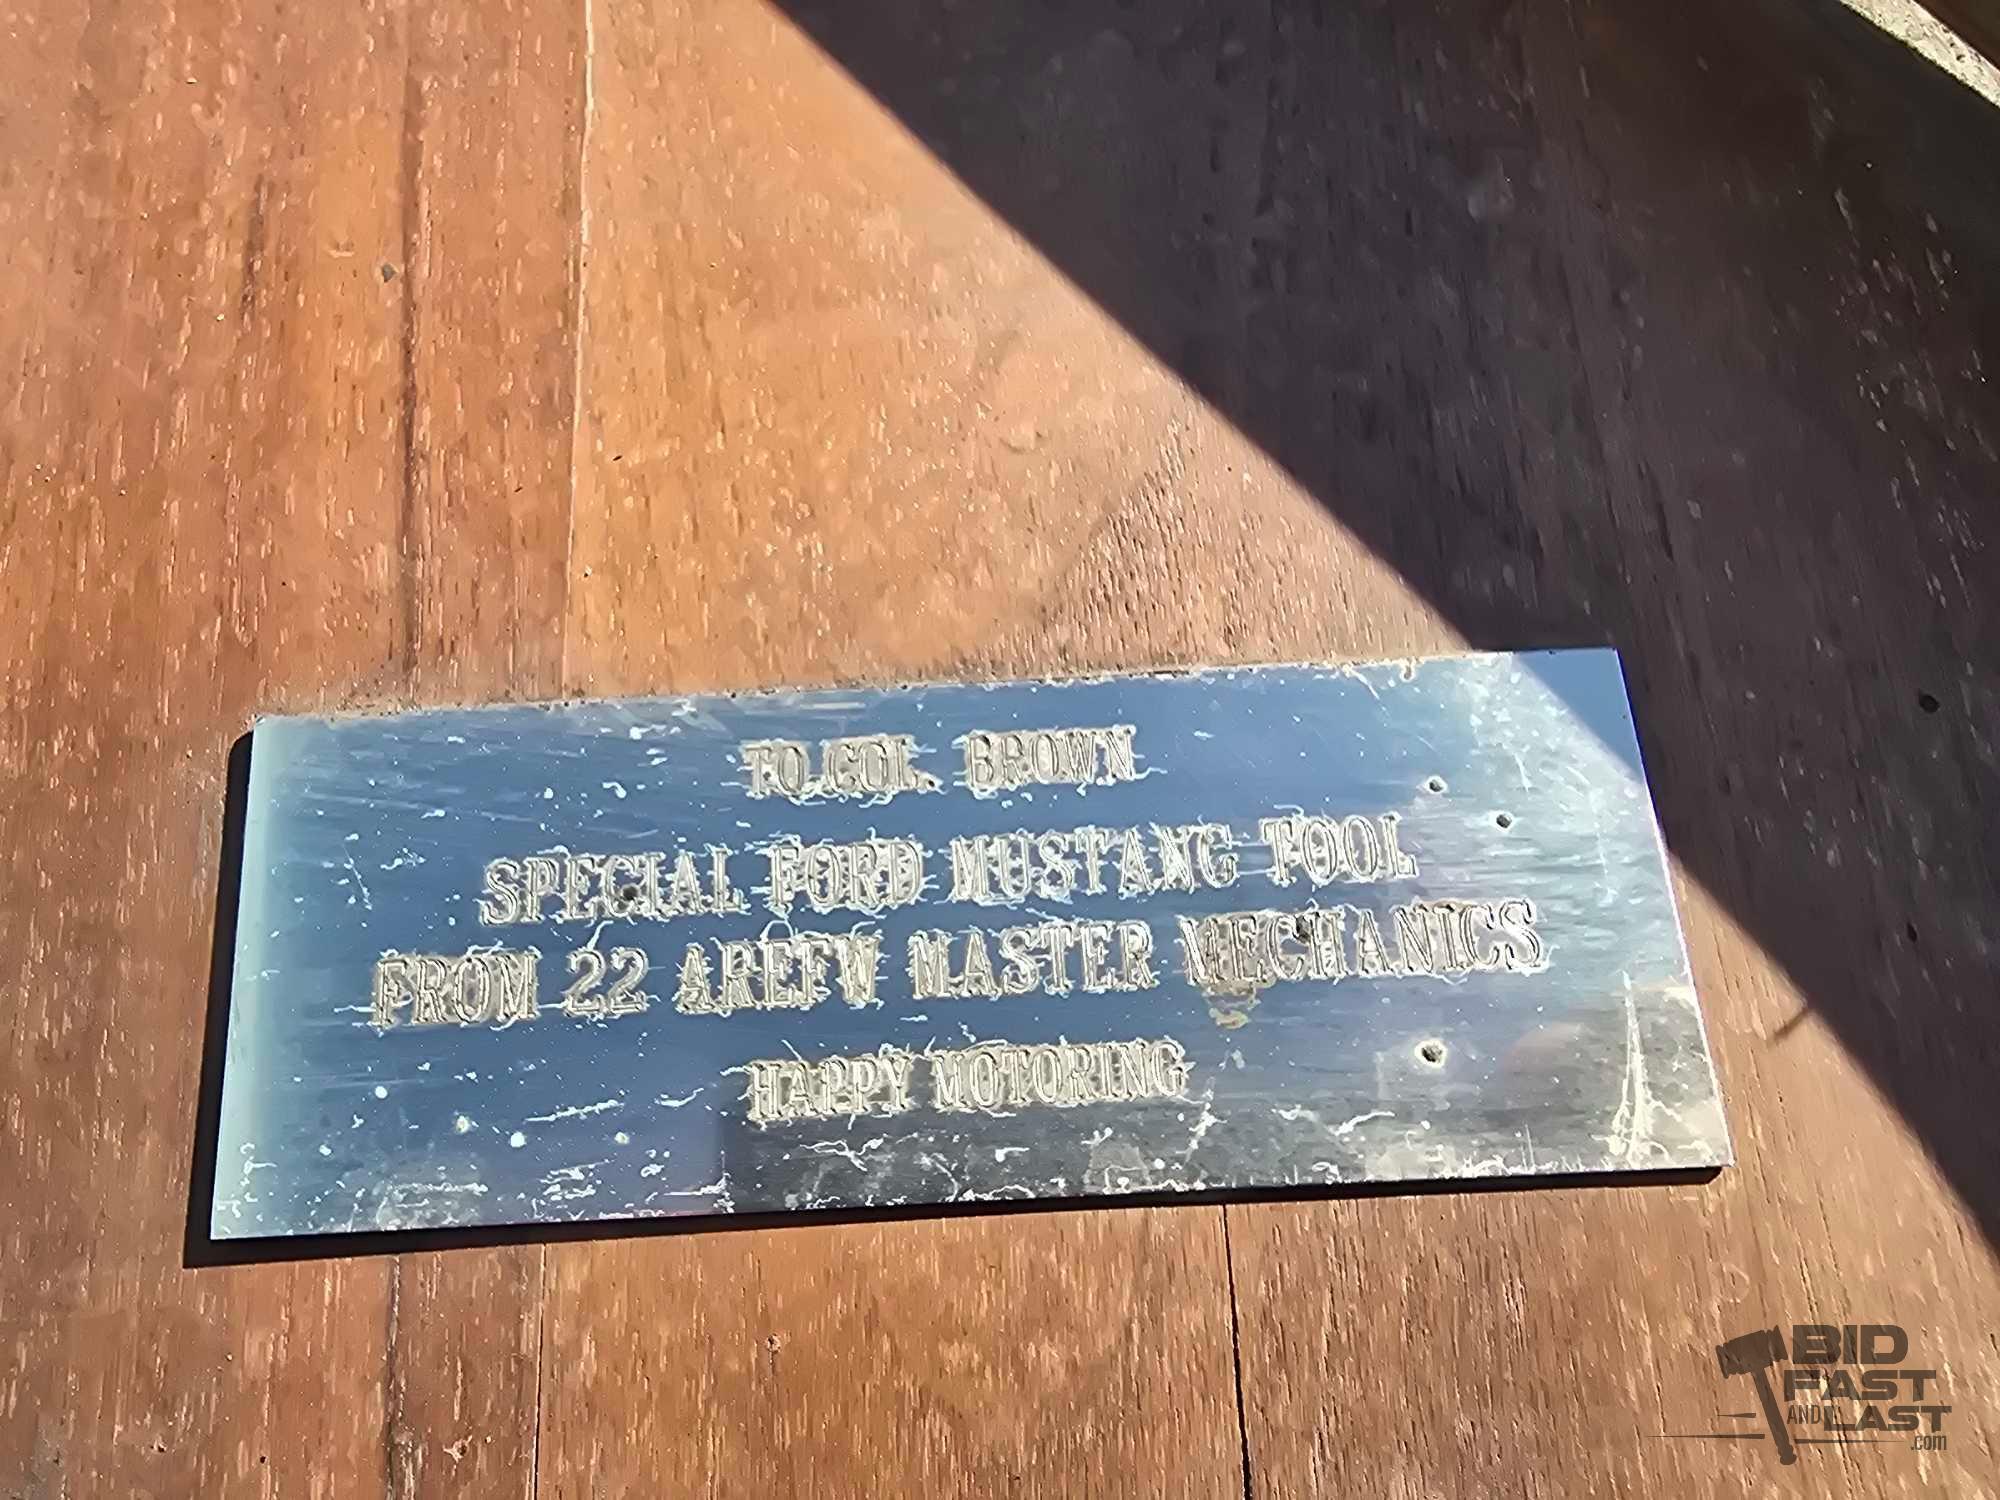 TO COL. BROWN
SPECIAL FORD MUSTANG TOOL
FROM 22 AREFW MASTER MECHANICS
HAPPY MOTORING
BID
FAST
AND LAST
.com